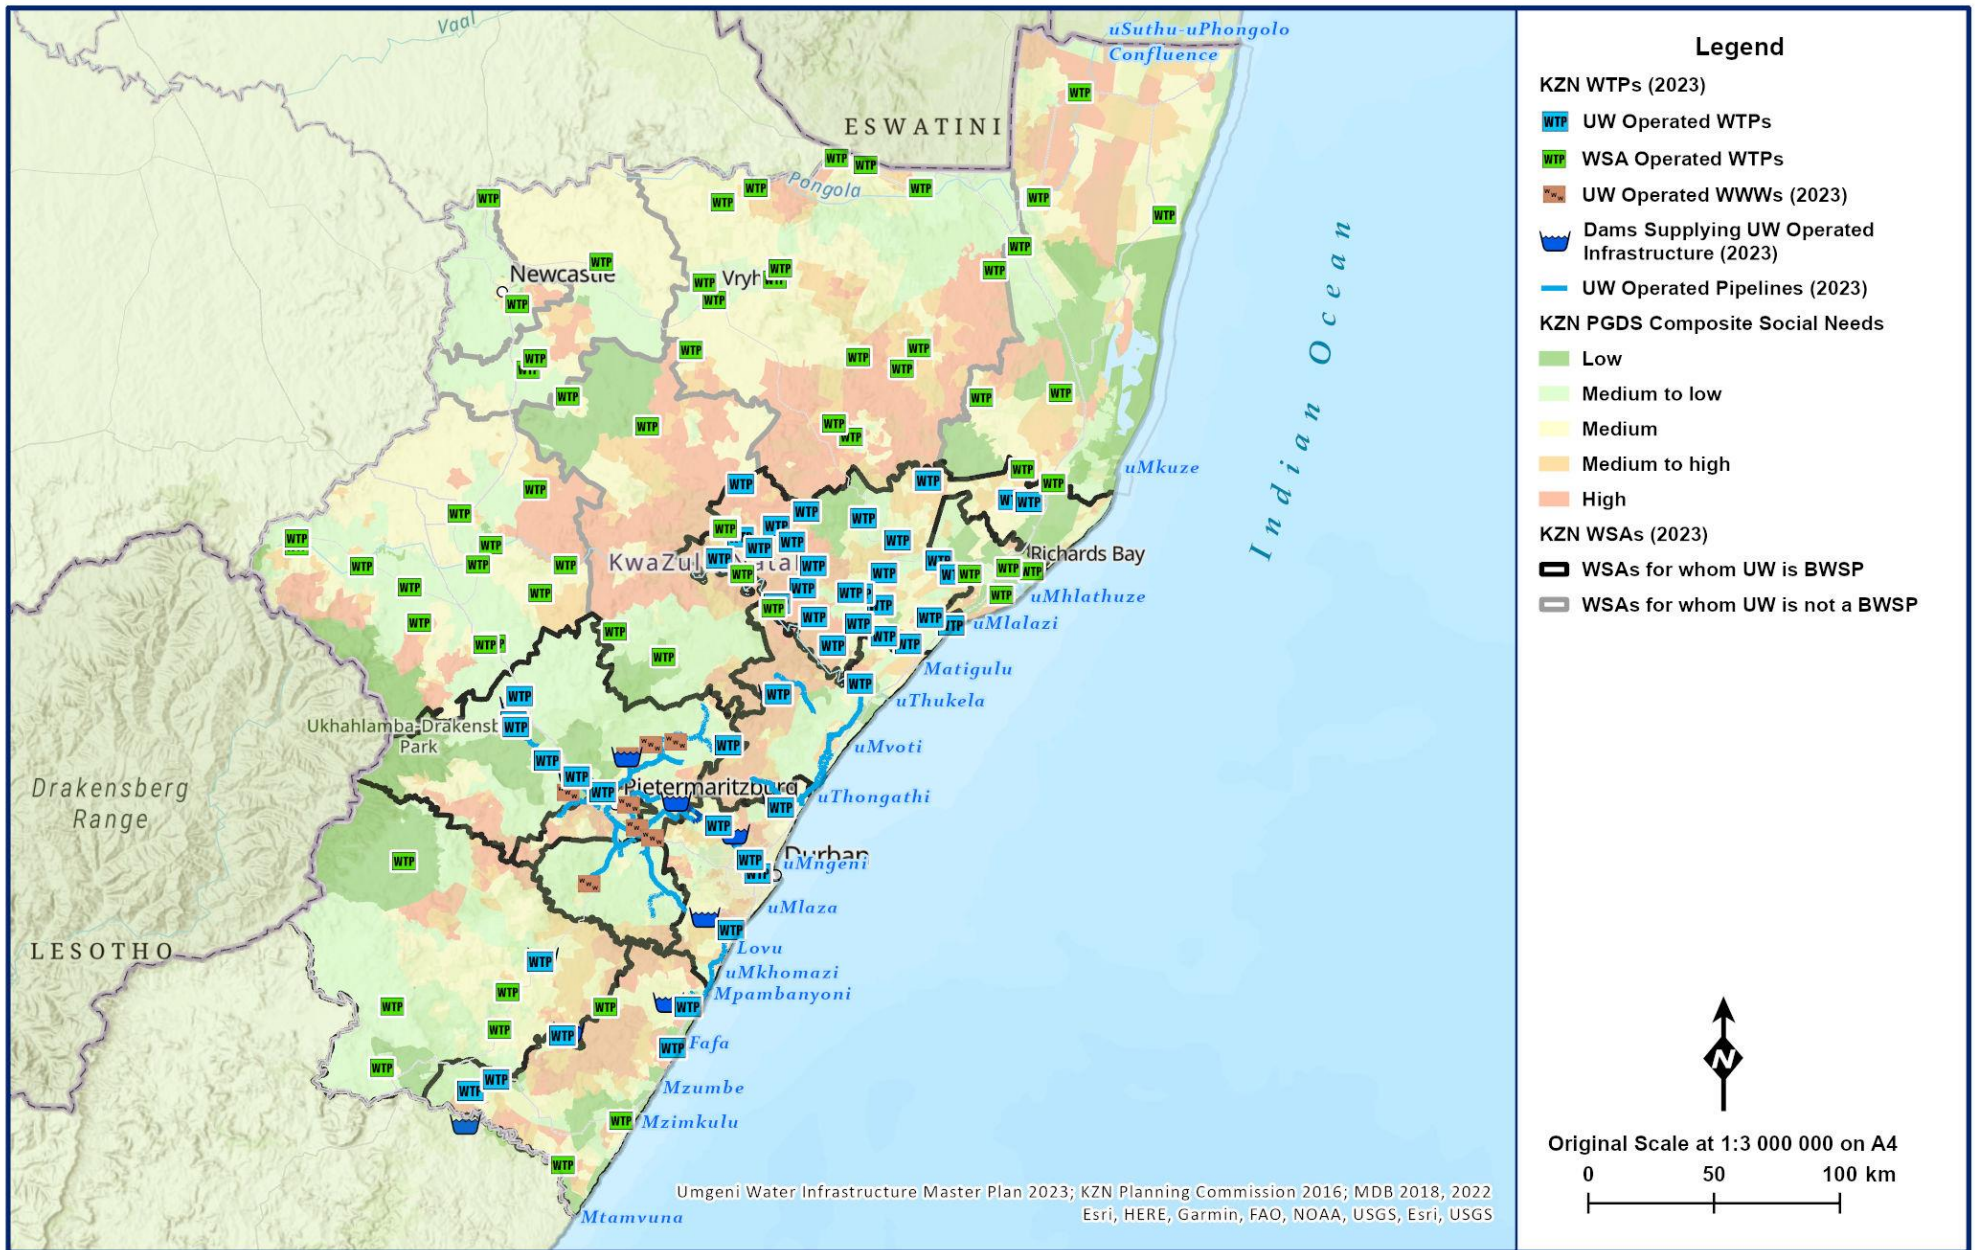 Vaal
uSuthu-uPhongolo
Confluence
ESWATINI
Pongola
Newcastle
Vryh
Indian Ocean
uMkuze
KwaZul
Natal
Richards Bay
uMhlathuze
uMlalazi
Matigulu
uThukela
Ukhahlamba-Drakensb
Park
uMvoti
Drakensberg
Range
Pietermaritzburg
uThongathi
Durban
uMngeni
uMlaza
LESOTHO
Lovu
uMkhomazi
Mpambanyoni
Fafa
Mzumbe
Mzimkulu
Mtamvuna
Umgeni Water Infrastructure Master Plan 2023; KZN Planning Commission 2016; MDB 2018, 2022
Esri, HERE, Garmin, FAO, NOAA, USGS, Esri, USGS
Legend
KZN WTPs (2023)
WTP UW Operated WTPs
WTP WSA Operated WTPs
www UW Operated WWWs (2023)
Dams Supplying UW Operated
Infrastructure (2023)
UW Operated Pipelines (2023)
KZN PGDS Composite Social Needs
Low
Medium to low
Medium
Medium to high
High
KZN WSAs (2023)
WSAs for whom UW is BWSP
WSAs for whom UW is not a BWSP
N
Original Scale at 1:3 000 000 on A4
0 50 100 km